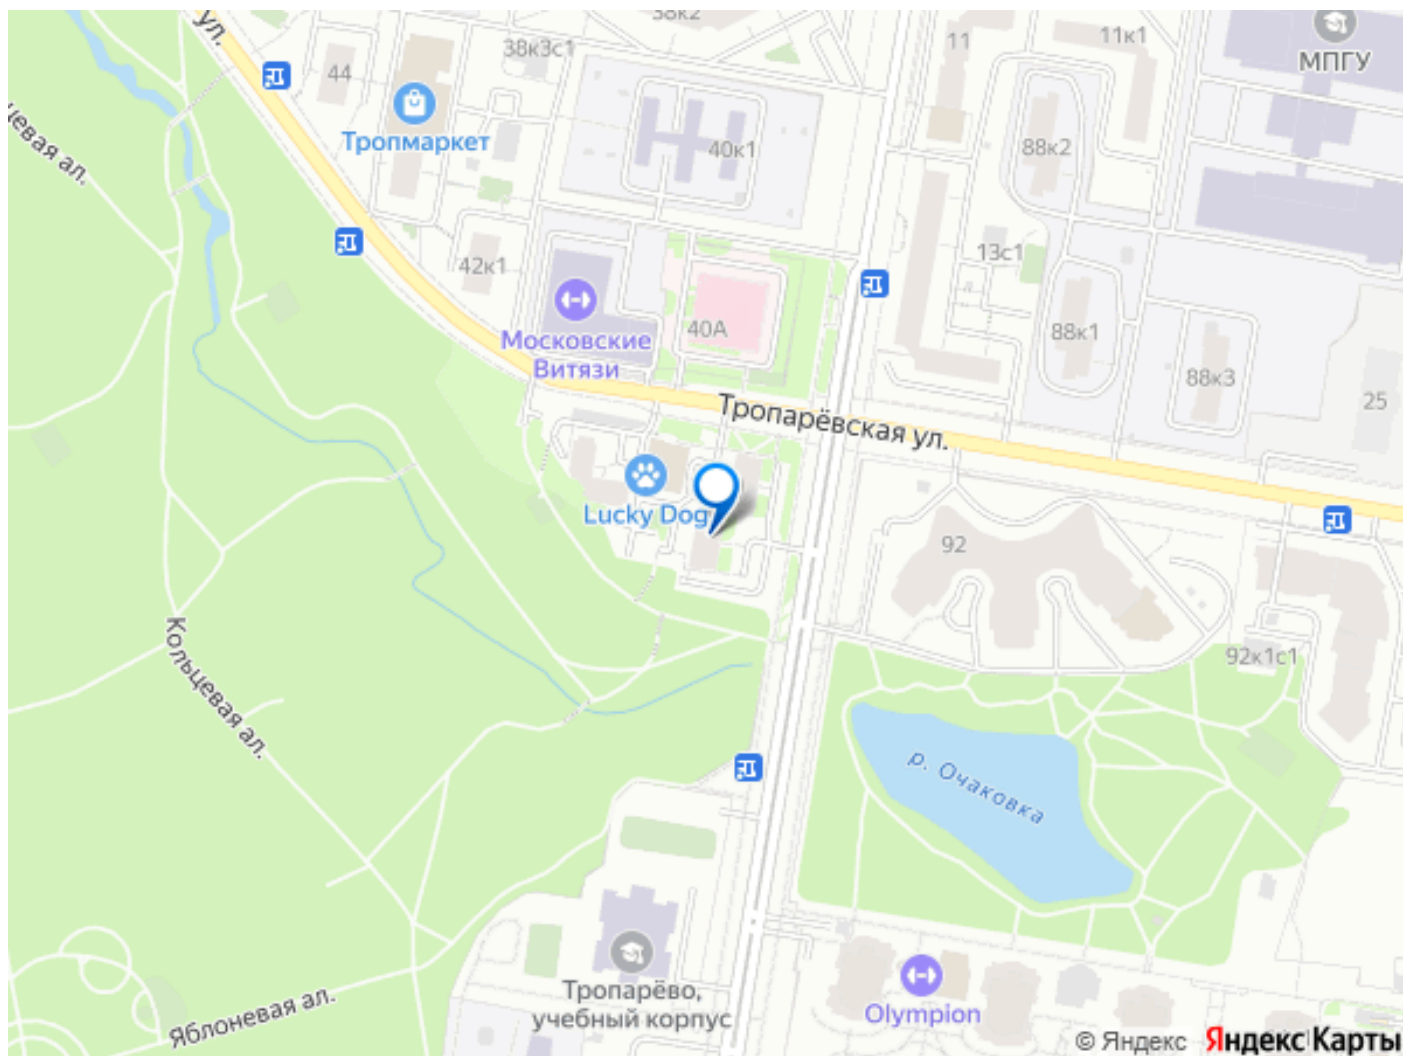 ул.
38к2
38к3с1
11
11к1
МПГУ
44
Тропмаркет
40к1
88к2
цевая ал.
42к1
13с1
Московские
Витязи
40А
88к1
88к3
25
Тропарёвская ул.
Lucky Dog
92
92к1с1
Кольцевая ал.
р. Очаковка
Тропарёво,
учебный корпус
Olympion
Яблоневая ал.
© Яндекс Яндекс Карты